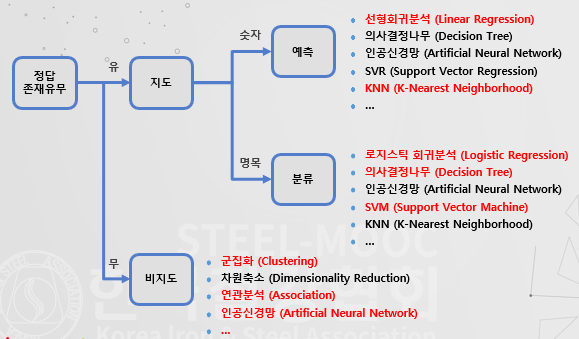 정답
존재유무
유
지도
숫자
예측
선형회귀분석 (Linear Regression)
의사결정나무 (Decision Tree)
인공신경망 (Artificial Neural Network)
SVR (Support Vector Regression)
KNN (K-Nearest Neighborhood)
...
명목
분류
로지스틱 회귀분석 (Logistic Regression)
의사결정나무 (Decision Tree)
인공신경망 (Artificial Neural Network)
SVM (Support Vector Machine)
KNN (K-Nearest Neighborhood)
...
무
비지도
군집화 (Clustering)
차원축소 (Dimensionality Reduction)
연관분석 (Association)
인공신경망 (Artificial Neural Network)
...
STEEL-MOOC
Korea Iron & Steel Association